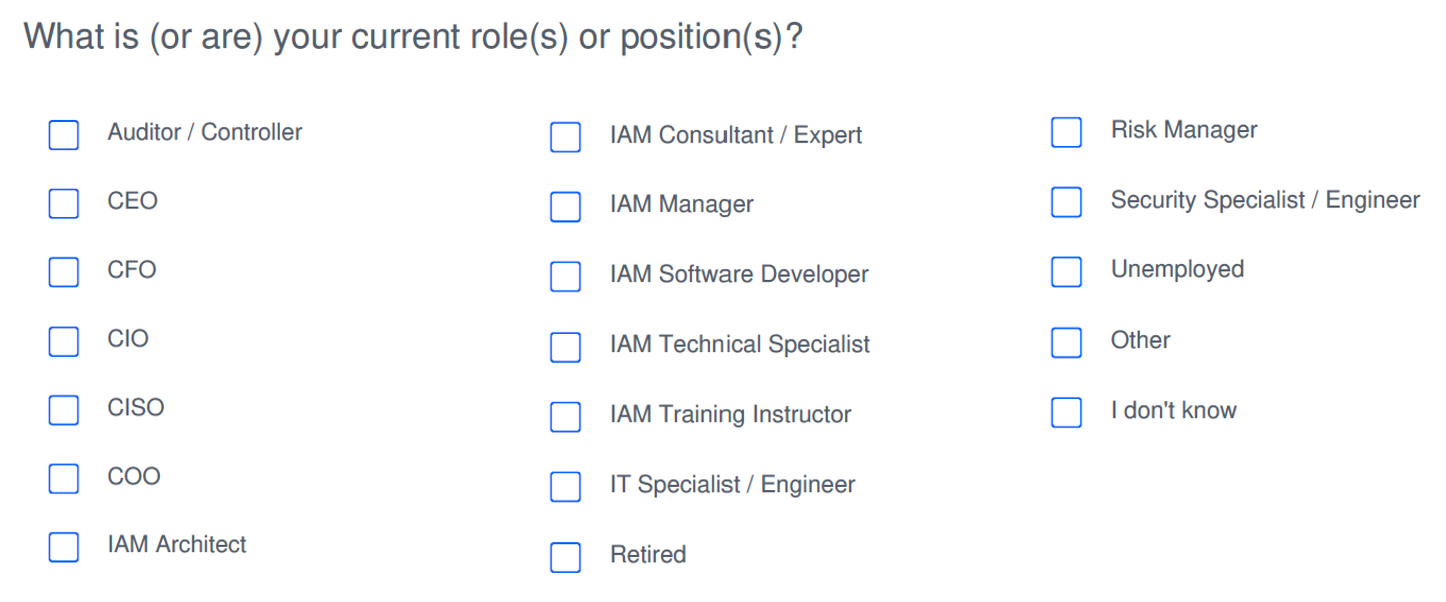 What is (or are) your current role(s) or position(s)?
Auditor / Controller
CEO
CFO
CIO
CISO
COO
IAM Architect
IAM Consultant / Expert
IAM Manager
IAM Software Developer
IAM Technical Specialist
IAM Training Instructor
IT Specialist / Engineer
Retired
Risk Manager
Security Specialist / Engineer
Unemployed
Other
I don't know